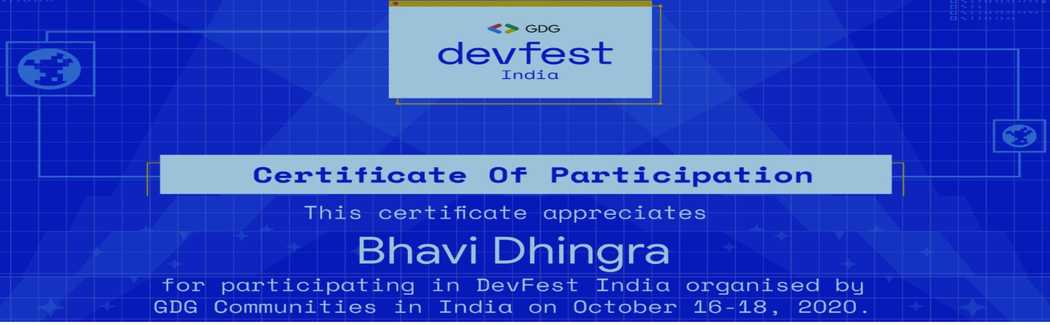 GDG
devfest
India
Certificate Of Participation
This certificate appreciates
Bhavi Dhingra
for participating in DevFest India organised by
GDG Communities in India on October 16-18, 2020.